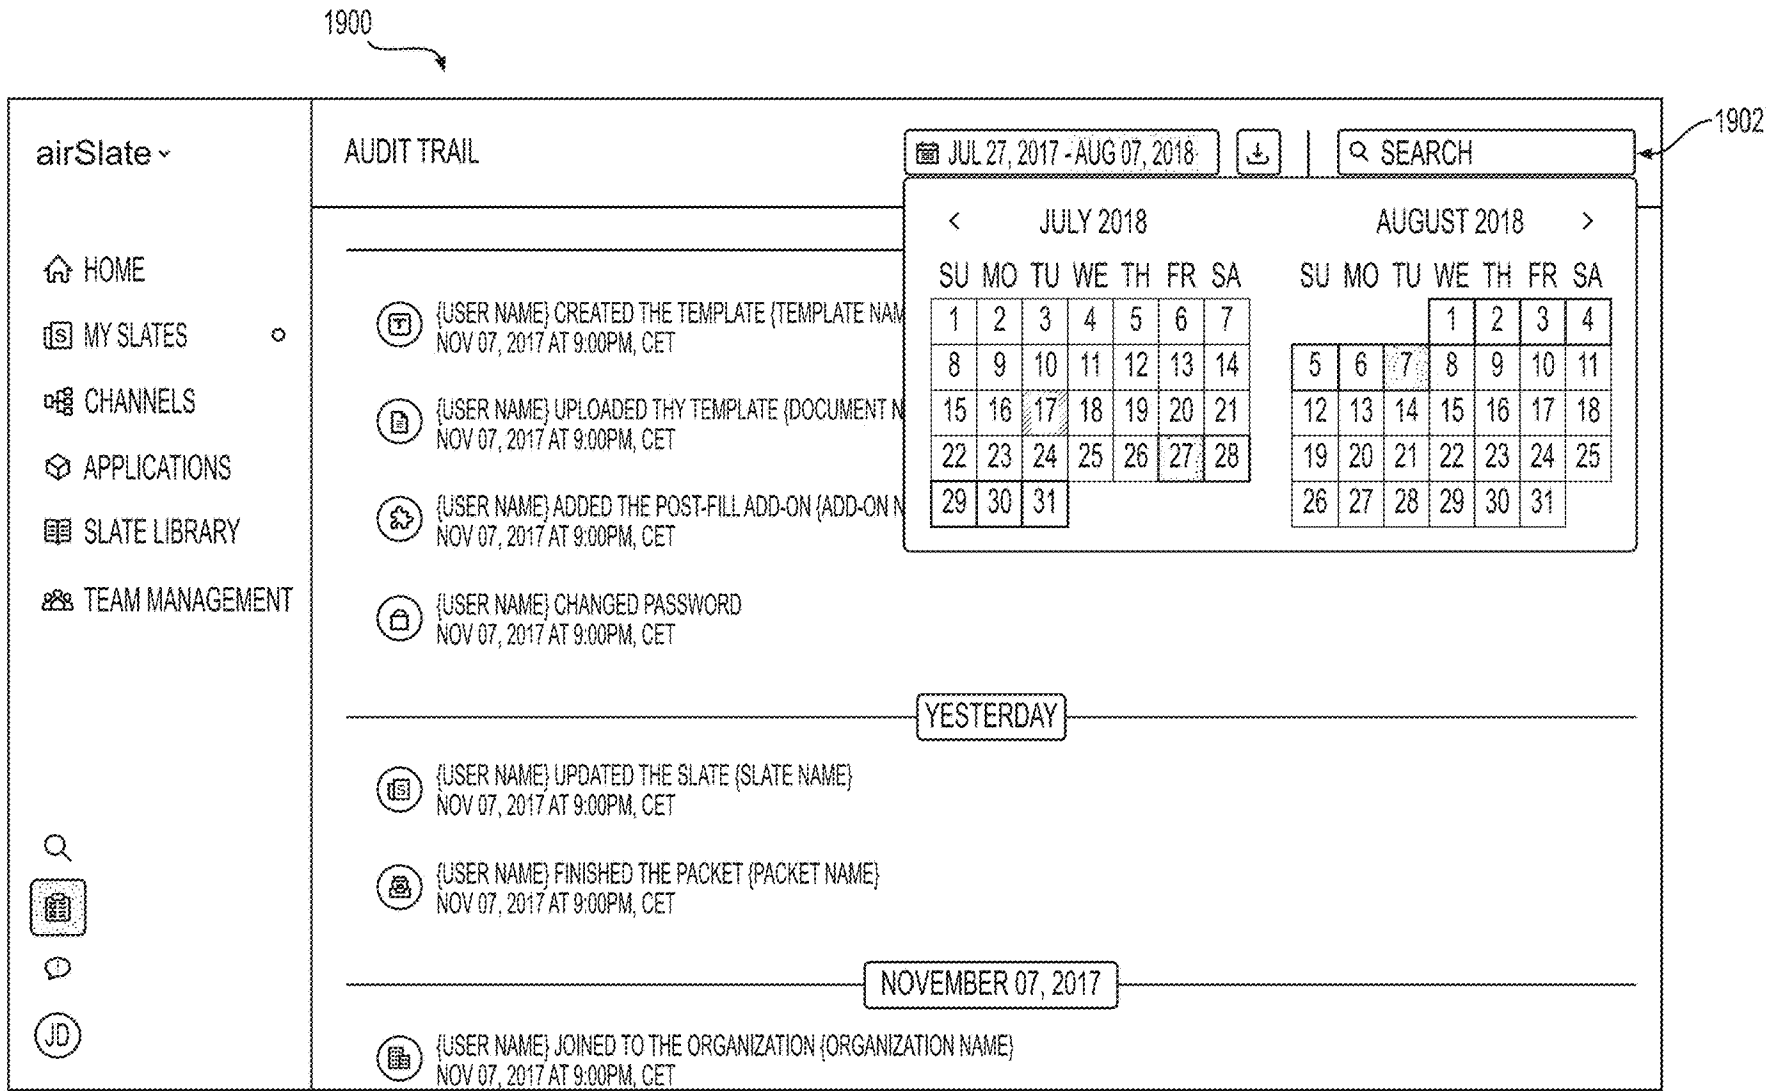 1900
1902
airSlate
AUDIT TRAIL
JUL 27, 2017 - AUG 07, 2018
SEARCH
HOME
MY SLATES
CHANNELS
APPLICATIONS
SLATE LIBRARY
TEAM MANAGEMENT
JD
JULY 2018
SU MO TU WE TH FR SA
1 2 3 4 5 6 7
8 9 10 11 12 13 14
15 16 17 18 19 20 21
22 23 24 25 26 27 28
29 30 31
AUGUST 2018
SU MO TU WE TH FR SA
1 2 3 4
5 6 7 8 9 10 11
12 13 14 15 16 17 18
19 20 21 22 23 24 25
26 27 28 29 30 31
{USER NAME} CREATED THE TEMPLATE {TEMPLATE NAM
NOV 07, 2017 AT 9:00PM, CET
{USER NAME} UPLOADED THY TEMPLATE {DOCUMENT N
NOV 07, 2017 AT 9:00PM, CET
{USER NAME} ADDED THE POST-FILL ADD-ON {ADD-ON N
NOV 07, 2017 AT 9:00PM, CET
{USER NAME} CHANGED PASSWORD
NOV 07, 2017 AT 9:00PM, CET
YESTERDAY
{USER NAME} UPDATED THE SLATE {SLATE NAME}
NOV 07, 2017 AT 9:00PM, CET
{USER NAME} FINISHED THE PACKET {PACKET NAME}
NOV 07, 2017 AT 9:00PM, CET
NOVEMBER 07, 2017
{USER NAME} JOINED TO THE ORGANIZATION {ORGANIZATION NAME}
NOV 07, 2017 AT 9:00PM, CET